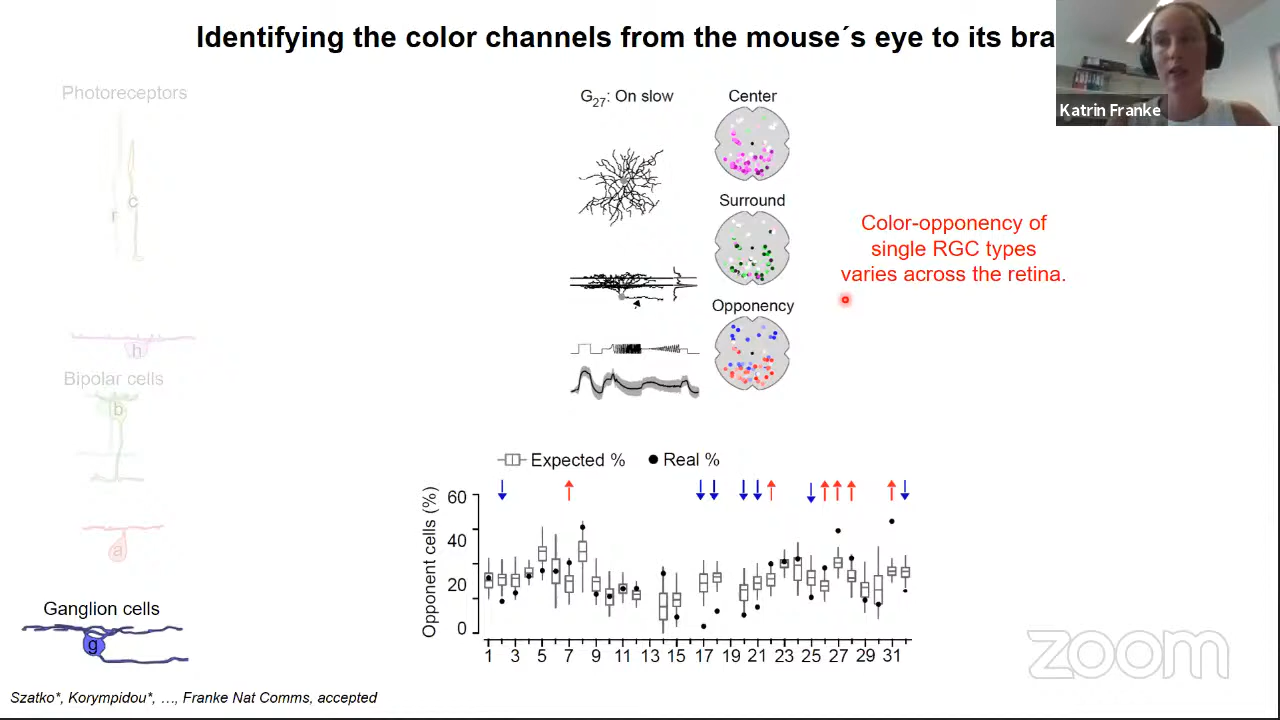 Identifying the color channels from the mouse´s eye to its bra
Katrin Franke
Photoreceptors
r
c
h
Bipolar cells
b
a
Ganglion cells
g
G27: On slow
Center
Surround
Opponency
Color-opponency of
single RGC types
varies across the retina.
Expected %
Real %
Opponent cells (%)
60
40
20
0
1 3 5 7 9 11 13 15 17 19 21 23 25 27 29 31
zoom
Szatko*, Korympidou*, …, Franke Nat Comms, accepted